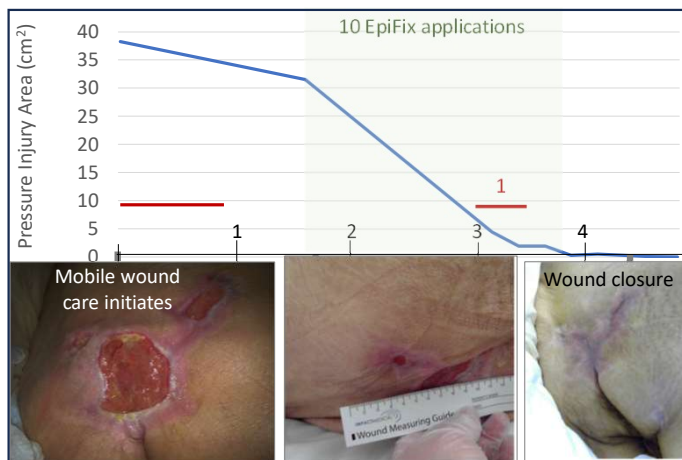 10 EpiFix applications
Pressure Injury Area (cm²)
40
35
30
25
20
15
10
5
0
1
1
2
3
4
Mobile wound
care initiates
Wound closure
Wound Measuring Guide